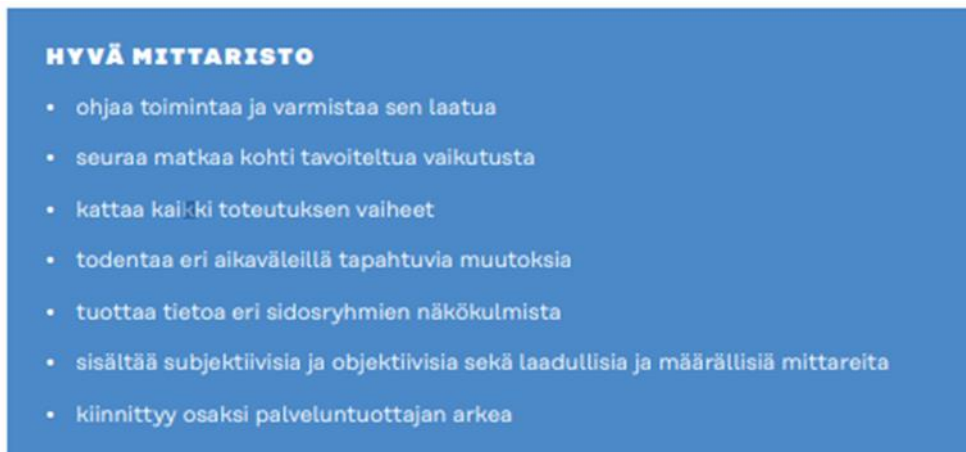 HYVÄ MITTARISTO
• ohjaa toimintaa ja varmistaa sen laatua
• seuraa matkaa kohti tavoiteltua vaikutusta
• kattaa kaikki toteutuksen vaiheet
• todentaa eri aikaväleillä tapahtuvia muutoksia
• tuottaa tietoa eri sidosryhmien näkökulmista
• sisältää subjektiivisia ja objektiivisia sekä laadullisia ja määrällisiä mittareita
• kiinnittyy osaksi palveluntuottajan arkea